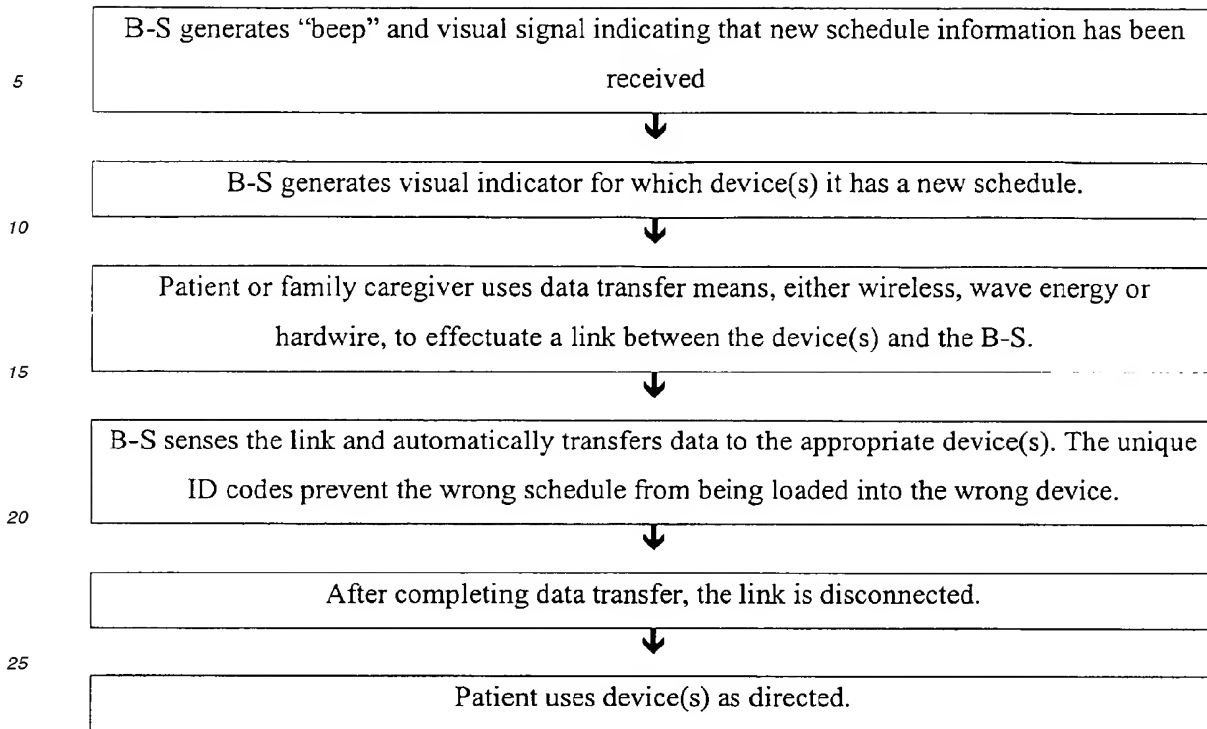 B-S generates “beep” and visual signal indicating that new schedule information has been
5
received
B-S generates visual indicator for which device(s) it has a new schedule.
10
Patient or family caregiver uses data transfer means, either wireless, wave energy or
hardwire, to effectuate a link between the device(s) and the B-S.
15
B-S senses the link and automatically transfers data to the appropriate device(s). The unique
ID codes prevent the wrong schedule from being loaded into the wrong device.
20
After completing data transfer, the link is disconnected.
25
Patient uses device(s) as directed.